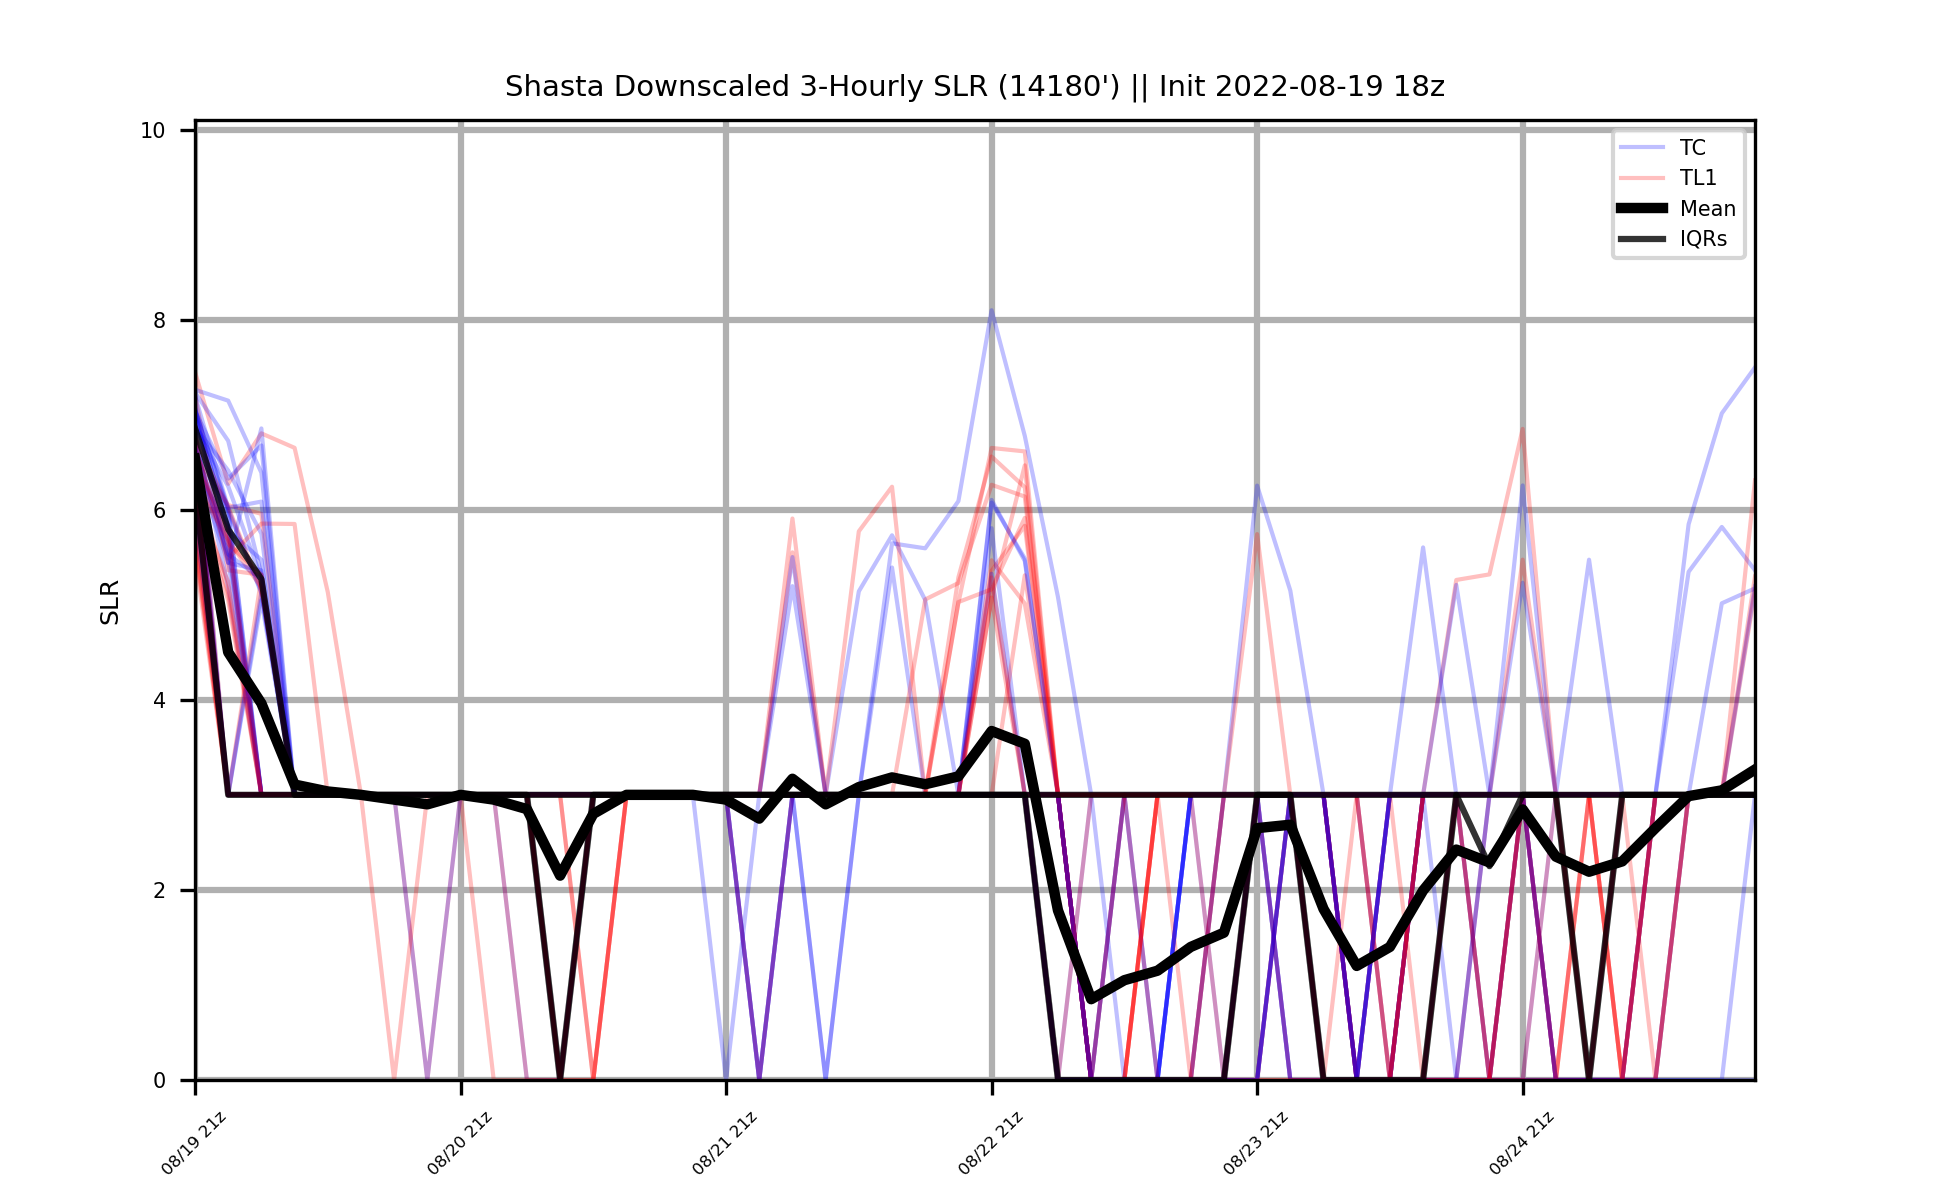 Shasta Downscaled 3-Hourly SLR (14180') || Init 2022-08-19 18z
10
8
6
4
2
0
SLR
TC
TL1
Mean
IQRs
08/19 21z
08/20 21z
08/21 21z
08/22 21z
08/23 21z
08/24 21z